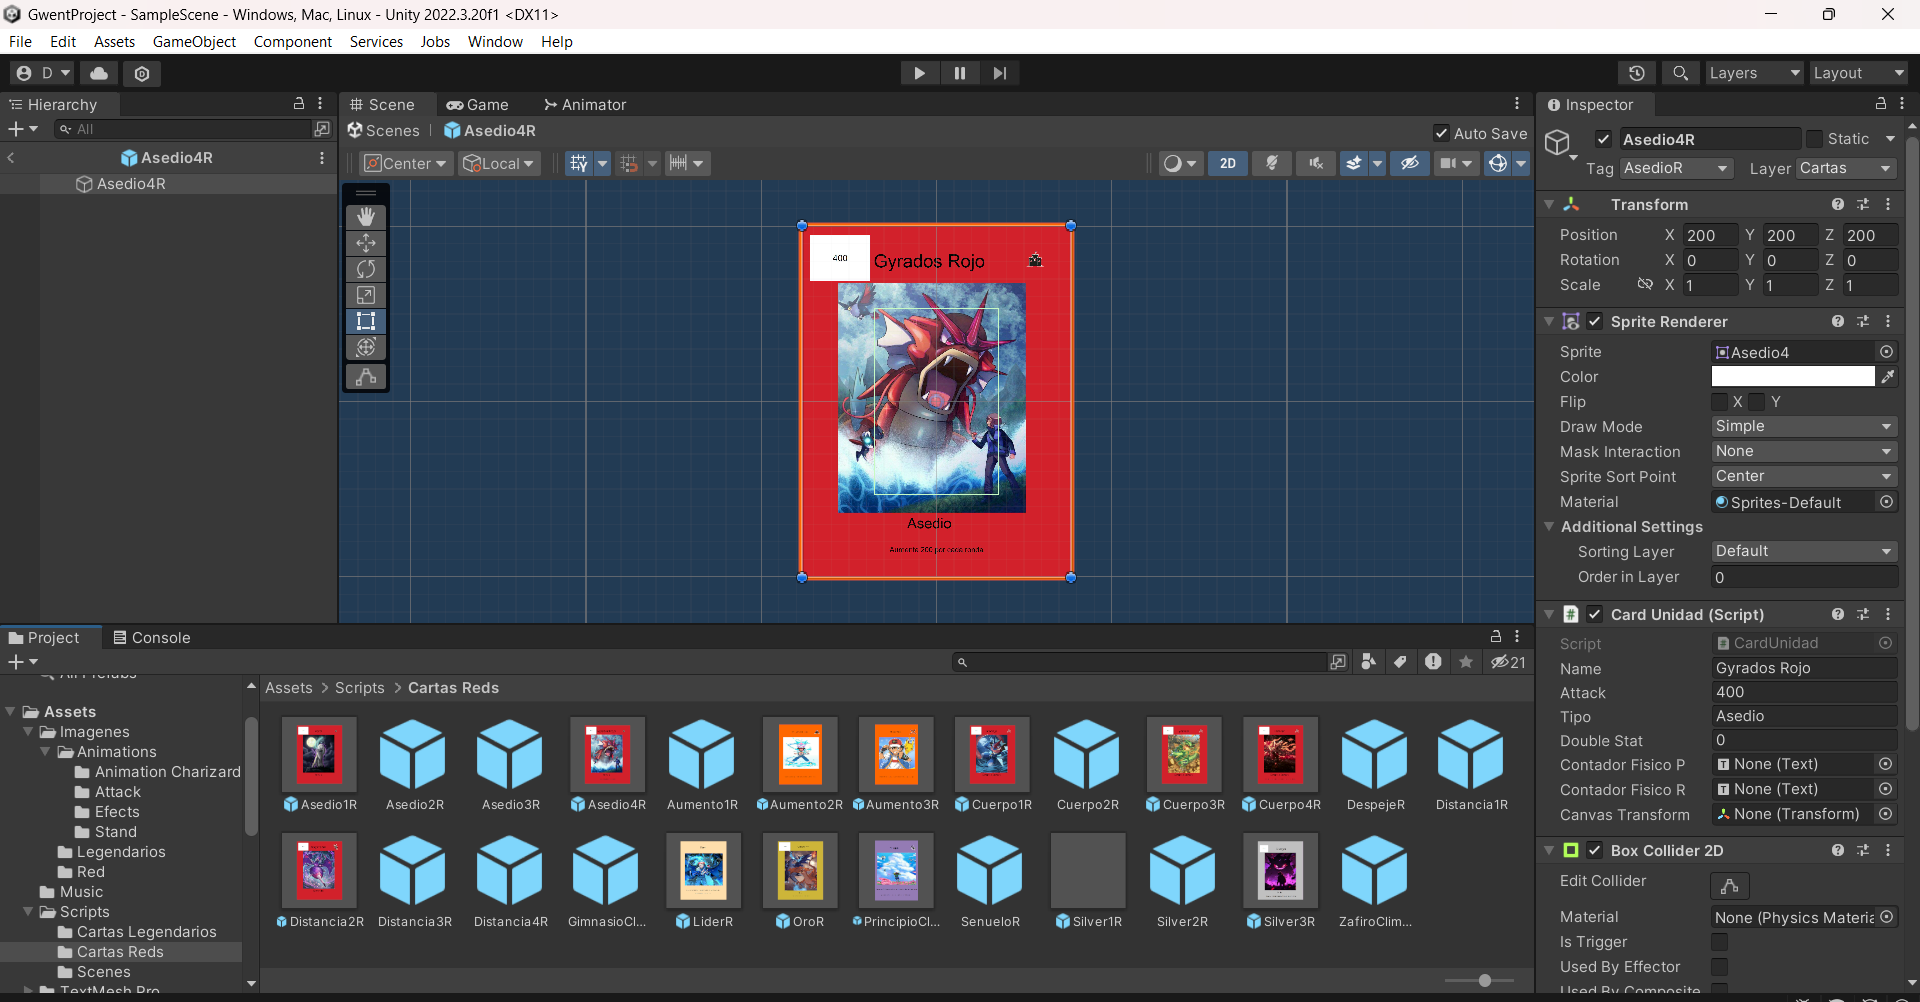 GwentProject - SampleScene - Windows, Mac, Linux - Unity 2022.3.20f1 <DX11>
File Edit Assets GameObject Component Services Jobs Window Help
D Layers Layout
Hierarchy
All
Asedio4R
Asedio4R
Scene Game Animator
Scenes Asedio4R Auto Save
Center Local 2D
400 Gyrados Rojo
Asedio
Aumenta 200 por cada ronda
Inspector
Asedio4R Static
Tag AsedioR Layer Cartas
Transform
Position X 200 Y 200 Z 200
Rotation X 0 Y 0 Z 0
Scale X 1 Y 1 Z 1
Sprite Renderer
Sprite Asedio4
Color
Flip X Y
Draw Mode Simple
Mask Interaction None
Sprite Sort Point Center
Material Sprites-Default
Additional Settings
Sorting Layer Default
Order in Layer 0
# Card Unidad (Script)
Script CardUnidad
Name Gyrados Rojo
Attack 400
Tipo Asedio
Double Stat 0
Contador Fisico P None (Text)
Contador Fisico R None (Text)
Canvas Transform None (Transform)
Box Collider 2D
Edit Collider
Material None (Physics Materia
Is Trigger
Used By Effector
Used By Composite
Project Console
21
All Prefabs
Assets
Imagenes
Animations
Animation Charizard
Attack
Efects
Stand
Legendarios
Red
Music
Scripts
Cartas Legendarios
Cartas Reds
Scenes
TextMesh Pro
Assets > Scripts > Cartas Reds
Asedio1R Asedio2R Asedio3R Asedio4R Aumento1R Aumento2R Aumento3R Cuerpo1R Cuerpo2R Cuerpo3R Cuerpo4R DespejeR Distancia1R
Distancia2R Distancia3R Distancia4R GimnasioCl... LiderR OroR PrincipioCl... SenueloR Silver1R Silver2R Silver3R ZafiroClim...